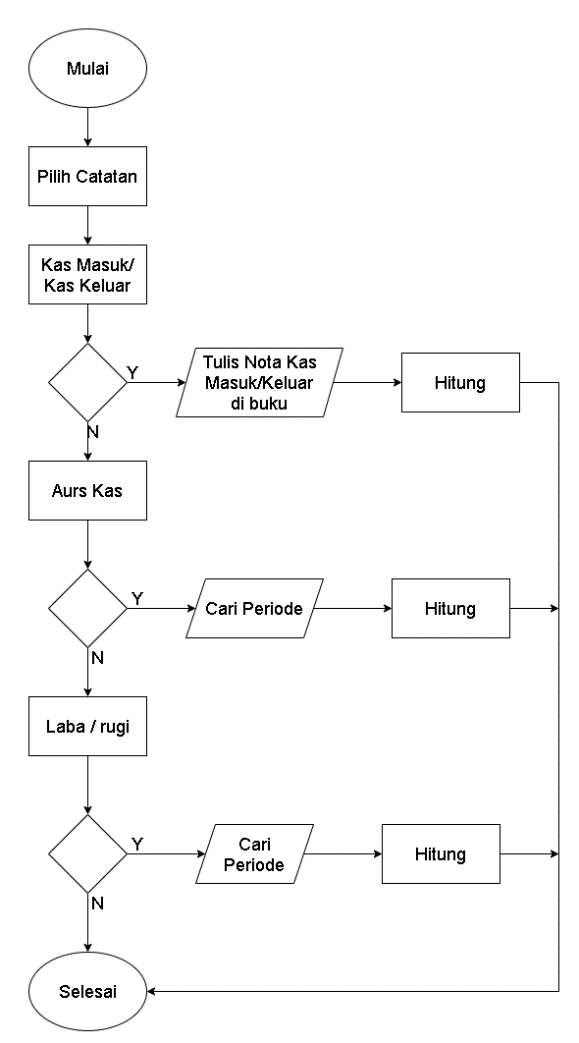 Mulai
Pilih Catatan
Kas Masuk/
Kas Keluar
Y
Tulis Nota Kas
Masuk/Keluar
di buku
Hitung
N
Aurs Kas
Y
Cari Periode
Hitung
N
Laba / rugi
Y
Cari
Periode
Hitung
N
Selesai